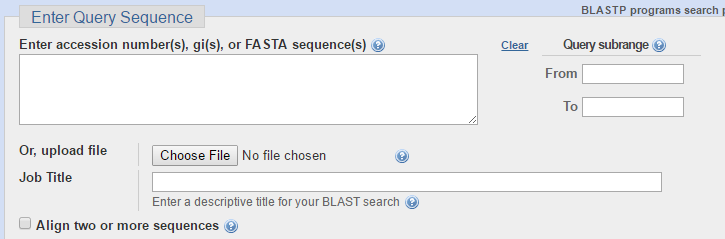 BLASTP programs search
Enter Query Sequence
Enter accession number(s), gi(s), or FASTA sequence(s)
Clear
Query subrange
From
To
Or, upload file
Choose File No file chosen
Job Title
Enter a descriptive title for your BLAST search
Align two or more sequences